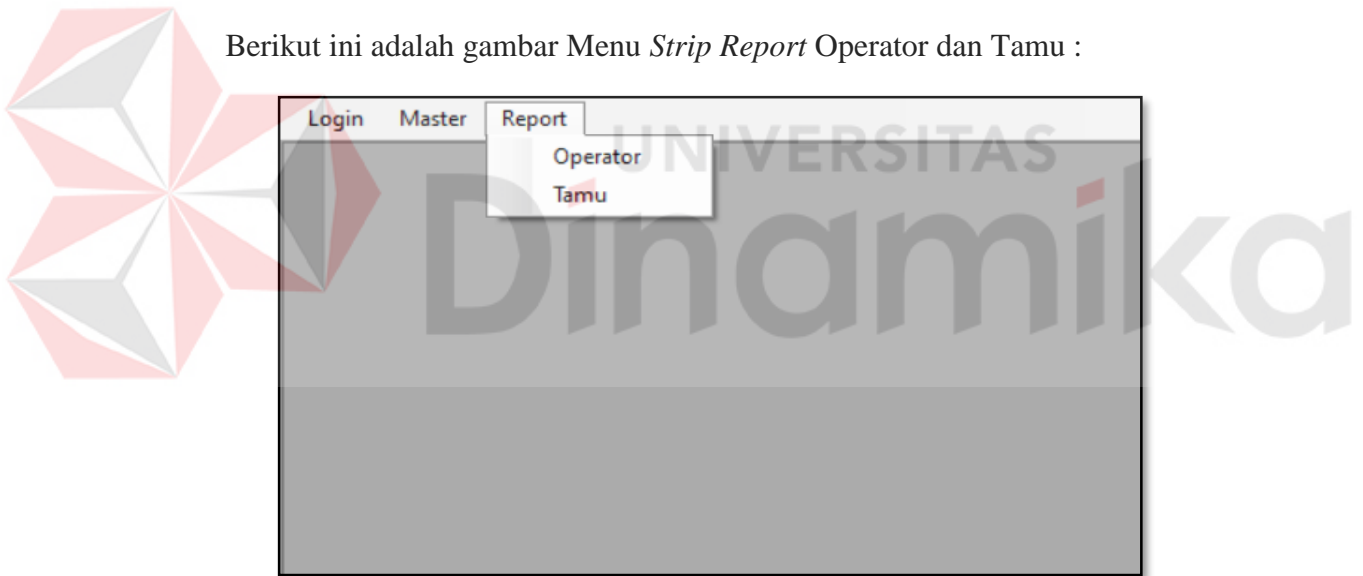 Berikut ini adalah gambar Menu Strip Report Operator dan Tamu :
Login Master Report
Operator
Tamu
UNIVERSITAS
Dinamika